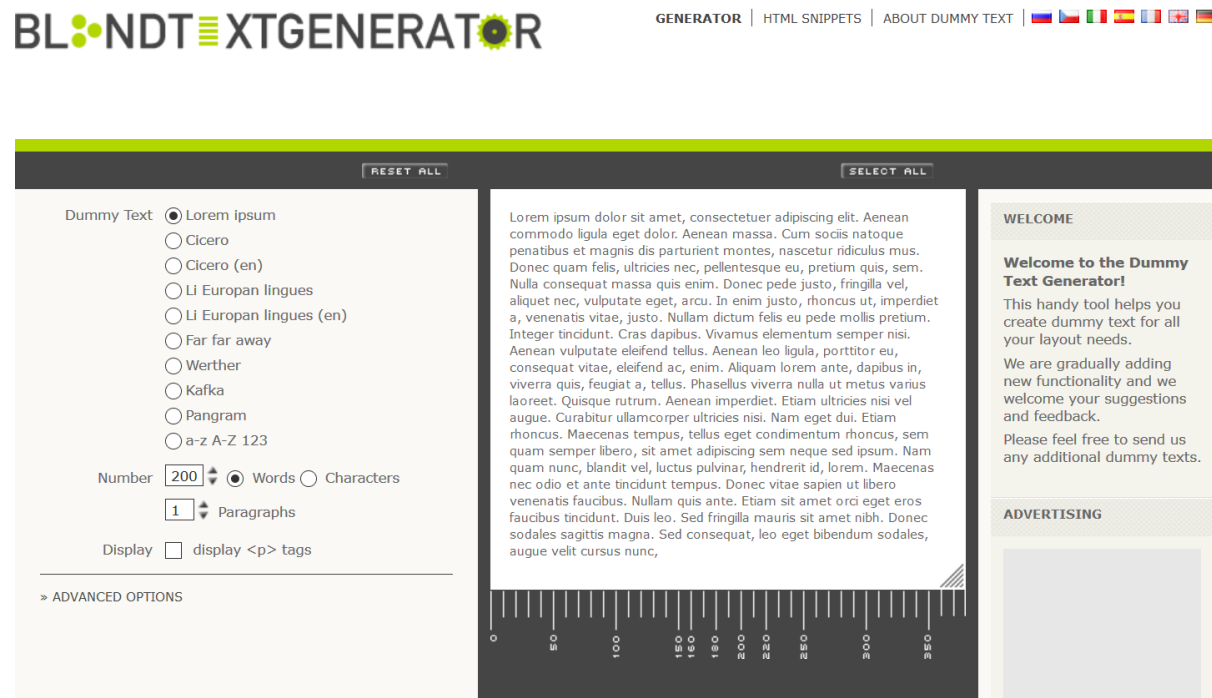 BLINDTEXTGENERATOR
GENERATOR | HTML SNIPPETS | ABOUT DUMMY TEXT
RESET ALL
SELECT ALL
Dummy Text Lorem ipsum
Cicero
Cicero (en)
Li Europan lingues
Li Europan lingues (en)
Far far away
Werther
Kafka
Pangram
a-z A-Z 123
Number 200 Words Characters
1 Paragraphs
Display display <p> tags
» ADVANCED OPTIONS
Lorem ipsum dolor sit amet, consectetuer adipiscing elit. Aenean
commodo ligula eget dolor. Aenean massa. Cum sociis natoque
penatibus et magnis dis parturient montes, nascetur ridiculus mus.
Donec quam felis, ultricies nec, pellentesque eu, pretium quis, sem.
Nulla consequat massa quis enim. Donec pede justo, fringilla vel,
aliquet nec, vulputate eget, arcu. In enim justo, rhoncus ut, imperdiet
a, venenatis vitae, justo. Nullam dictum felis eu pede mollis pretium.
Integer tincidunt. Cras dapibus. Vivamus elementum semper nisi.
Aenean vulputate eleifend tellus. Aenean leo ligula, porttitor eu,
consequat vitae, eleifend ac, enim. Aliquam lorem ante, dapibus in,
viverra quis, feugiat a, tellus. Phasellus viverra nulla ut metus varius
laoreet. Quisque rutrum. Aenean imperdiet. Etiam ultricies nisi vel
augue. Curabitur ullamcorper ultricies nisi. Nam eget dui. Etiam
rhoncus. Maecenas tempus, tellus eget condimentum rhoncus, sem
quam semper libero, sit amet adipiscing sem neque sed ipsum. Nam
quam nunc, blandit vel, luctus pulvinar, hendrerit id, lorem. Maecenas
nec odio et ante tincidunt tempus. Donec vitae sapien ut libero
venenatis faucibus. Nullam quis ante. Etiam sit amet orci eget eros
faucibus tincidunt. Duis leo. Sed fringilla mauris sit amet nibh. Donec
sodales sagittis magna. Sed consequat, leo eget bibendum sodales,
augue velit cursus nunc,
0 50 100 150 160 180 200 220 250 300 350
WELCOME
Welcome to the Dummy
Text Generator!
This handy tool helps you
create dummy text for all
your layout needs.
We are gradually adding
new functionality and we
welcome your suggestions
and feedback.
Please feel free to send us
any additional dummy texts.
ADVERTISING